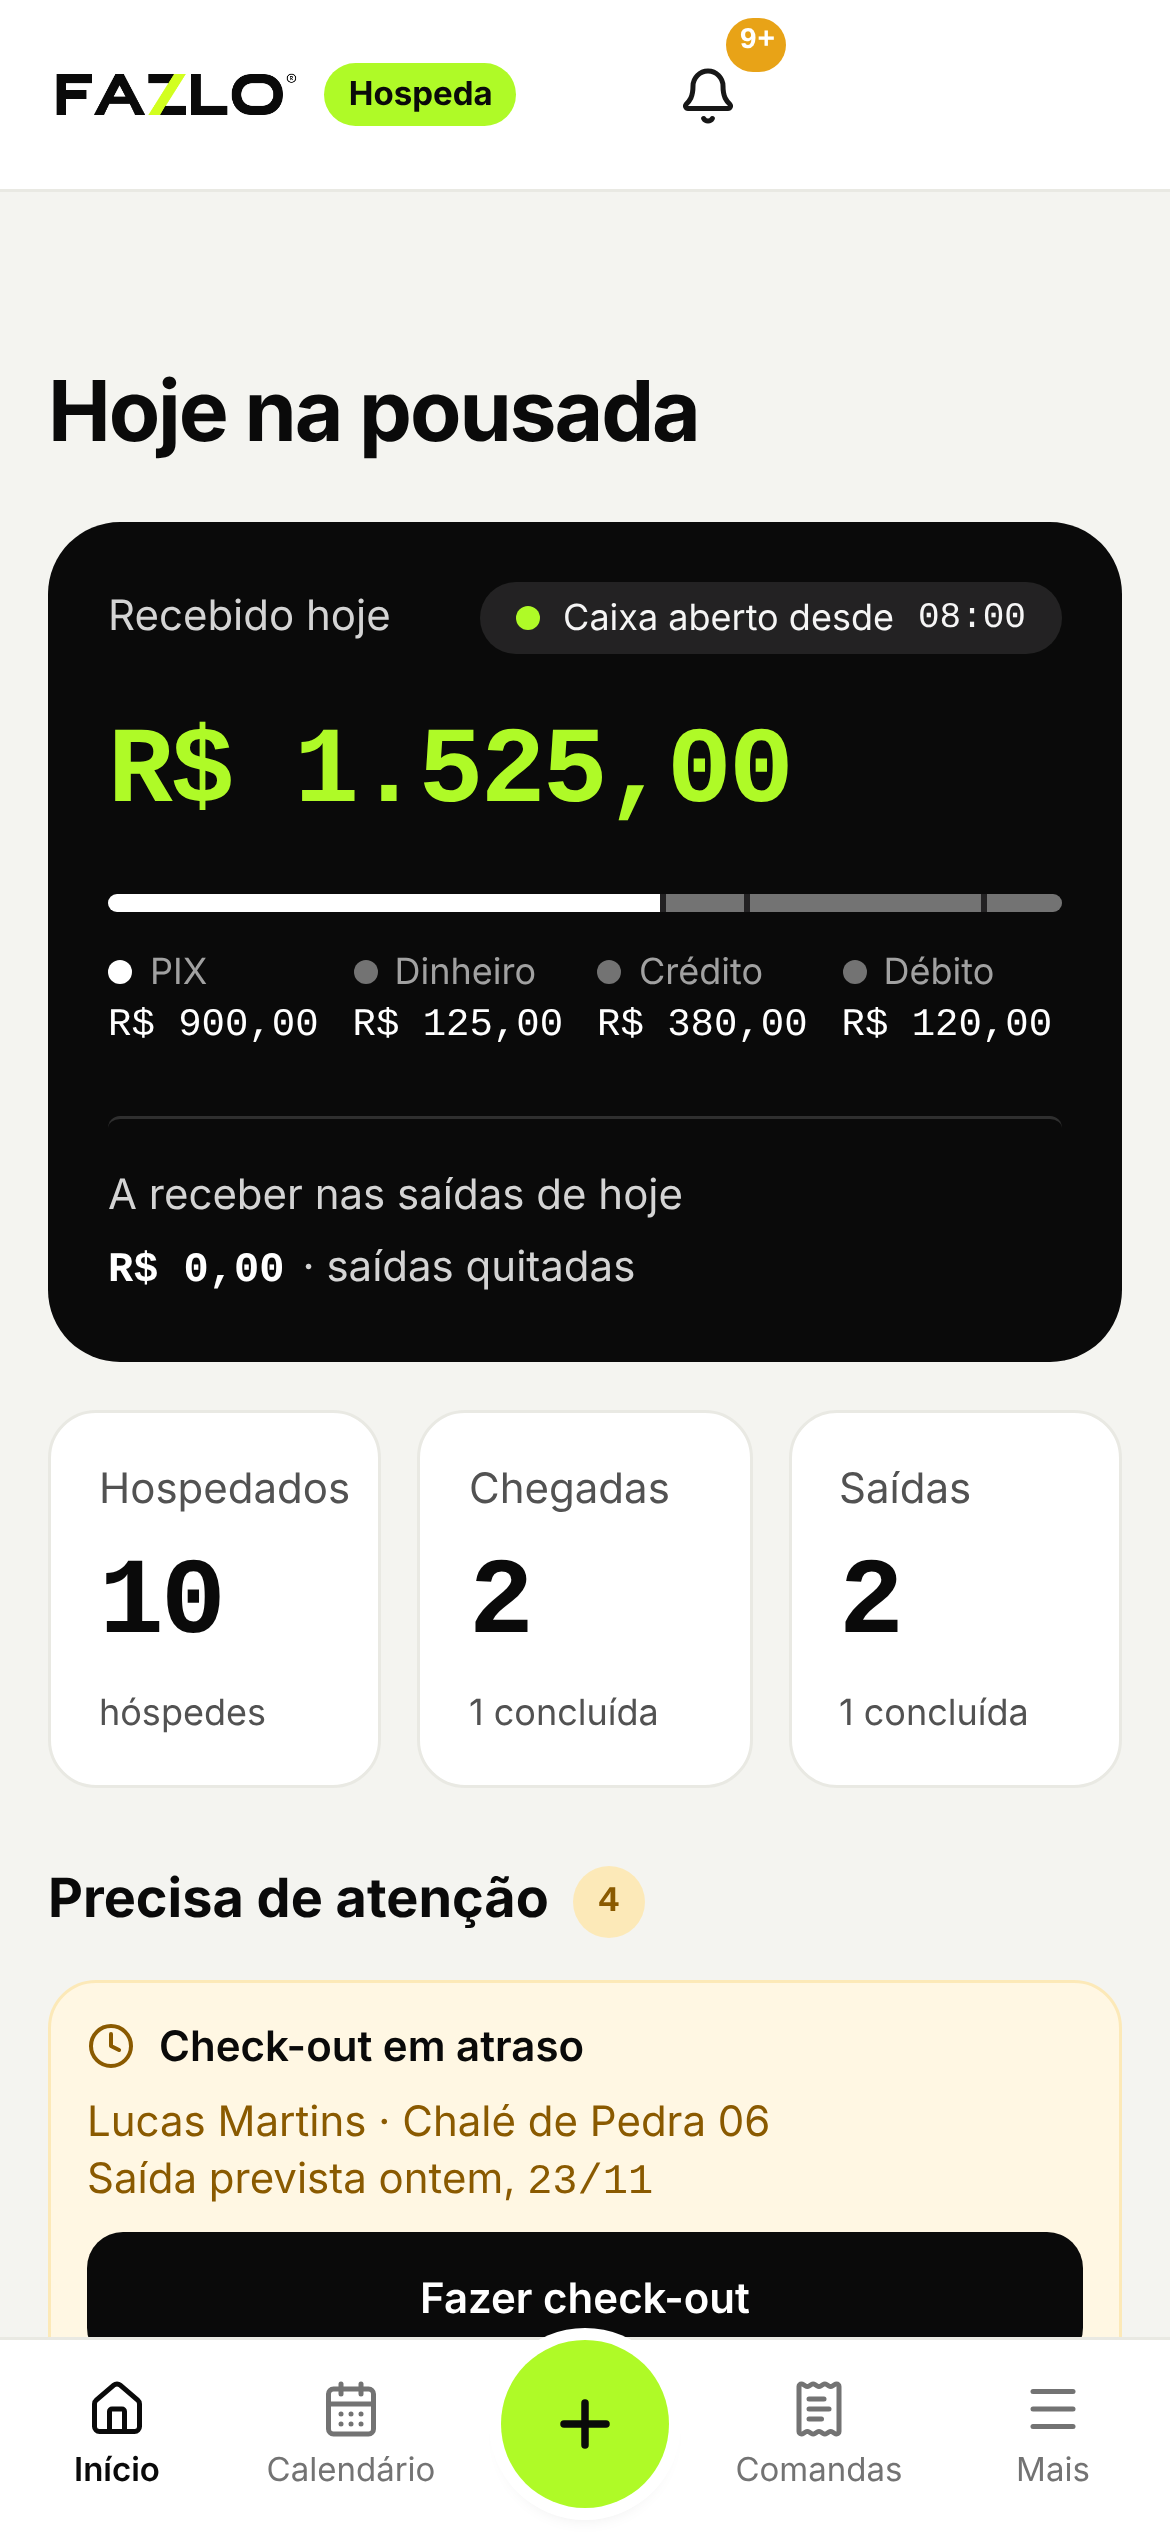 FAZLO® Hospeda 9+
Hoje na pousada
Recebido hoje Caixa aberto desde 08:00
R$ 1.525,00
PIX Dinheiro Crédito Débito
R$ 900,00 R$ 125,00 R$ 380,00 R$ 120,00
A receber nas saídas de hoje
R$ 0,00 · saídas quitadas
Hospedados Chegadas Saídas
10 2 2
hóspedes 1 concluída 1 concluída
Precisa de atenção 4
Check-out em atraso
Lucas Martins · Chalé de Pedra 06
Saída prevista ontem, 23/11
Fazer check-out
Início Calendário Comandas Mais